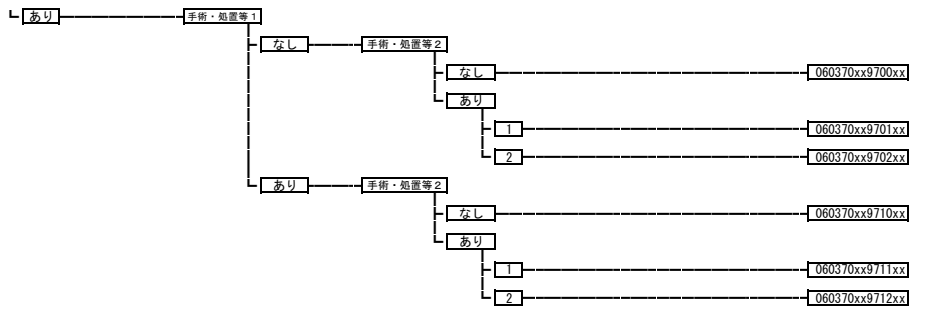 あり 手術・処置等1
なし 手術・処置等2
なし 060370xx9700xx
あり
1 060370xx9701xx
2 060370xx9702xx
あり 手術・処置等2
なし 060370xx9710xx
あり
1 060370xx9711xx
2 060370xx9712xx